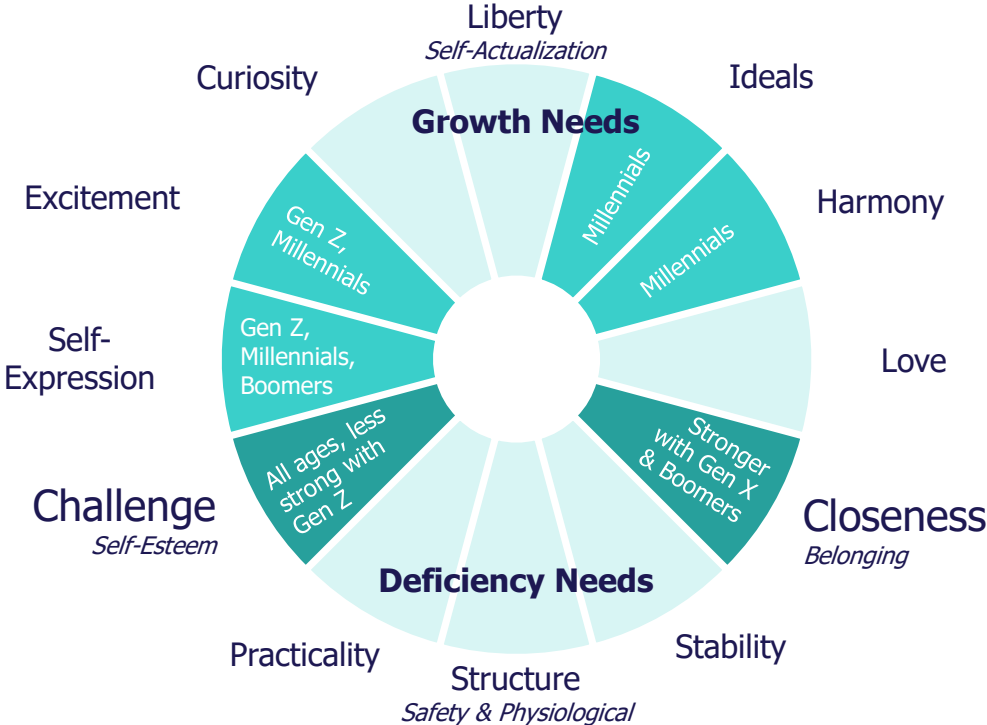 Liberty
Self-Actualization
Curiosity
Ideals
Growth Needs
Excitement
Harmony
Millennials
Millennials
Gen Z,
Millennials
Self-
Expression
Gen Z,
Millennials,
Boomers
Love
Challenge
Self-Esteem
All ages, less
strong with
Gen Z
Stronger
with Gen X
& Boomers
Closeness
Belonging
Deficiency Needs
Practicality
Stability
Structure
Safety & Physiological